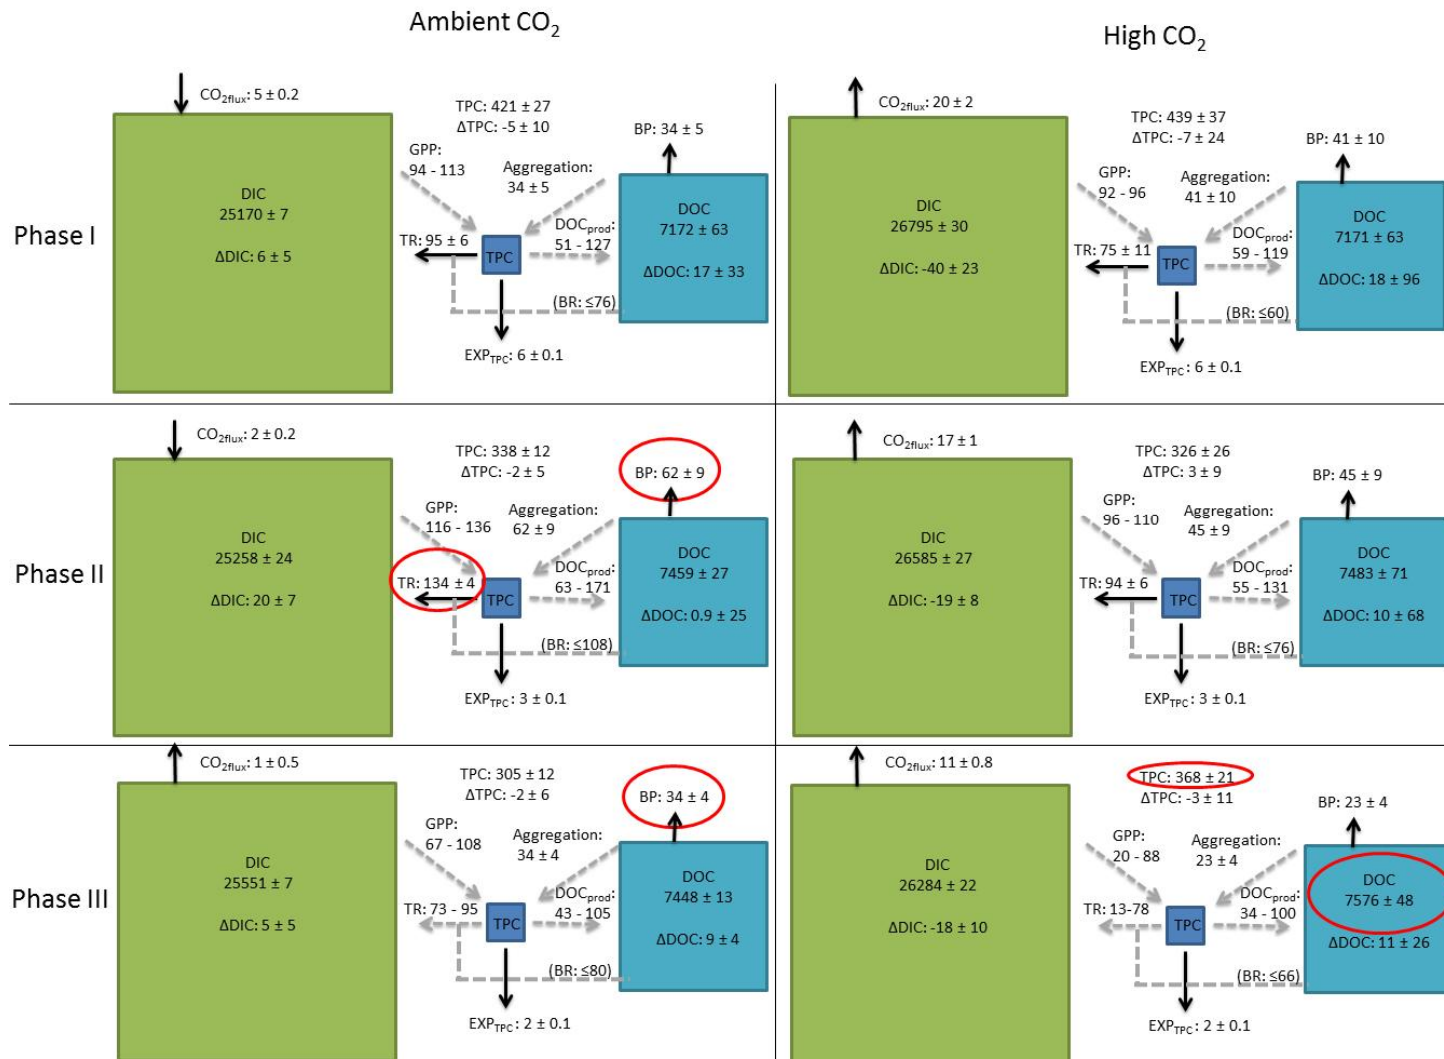 Ambient CO2
High CO2
Phase I
CO2flux: 5 ± 0.2
TPC: 421 ± 27
ΔTPC: -5 ± 10
BP: 34 ± 5
GPP:
94 - 113
Aggregation:
34 ± 5
DIC
25170 ± 7
ΔDIC: 6 ± 5
TR: 95 ± 6
TPC
DOCprod:
51 - 127
DOC
7172 ± 63
ΔDOC: 17 ± 33
(BR: ≤76)
EXPTPC: 6 ± 0.1
CO2flux: 20 ± 2
TPC: 439 ± 37
ΔTPC: -7 ± 24
BP: 41 ± 10
GPP:
92 - 96
Aggregation:
41 ± 10
DIC
26795 ± 30
ΔDIC: -40 ± 23
TR: 75 ± 11
TPC
DOCprod:
59 - 119
DOC
7171 ± 63
ΔDOC: 18 ± 96
(BR: ≤60)
EXPTPC: 6 ± 0.1
Phase II
CO2flux: 2 ± 0.2
TPC: 338 ± 12
ΔTPC: -2 ± 5
BP: 62 ± 9
GPP:
116 - 136
Aggregation:
62 ± 9
DIC
25258 ± 24
ΔDIC: 20 ± 7
TR: 134 ± 4
TPC
DOCprod:
63 - 171
DOC
7459 ± 27
ΔDOC: 0.9 ± 25
(BR: ≤108)
EXPTPC: 3 ± 0.1
CO2flux: 17 ± 1
TPC: 326 ± 26
ΔTPC: 3 ± 9
BP: 45 ± 9
GPP:
96 - 110
Aggregation:
45 ± 9
DIC
26585 ± 27
ΔDIC: -19 ± 8
TR: 94 ± 6
TPC
DOCprod:
55 - 131
DOC
7483 ± 71
ΔDOC: 10 ± 68
(BR: ≤76)
EXPTPC: 3 ± 0.1
Phase III
CO2flux: 1 ± 0.5
TPC: 305 ± 12
ΔTPC: -2 ± 6
BP: 34 ± 4
GPP:
67 - 108
Aggregation:
34 ± 4
DIC
25551 ± 7
ΔDIC: 5 ± 5
TR: 73 - 95
TPC
DOCprod:
43 - 105
DOC
7448 ± 13
ΔDOC: 9 ± 4
(BR: ≤80)
EXPTPC: 2 ± 0.1
CO2flux: 11 ± 0.8
TPC: 368 ± 21
ΔTPC: -3 ± 11
BP: 23 ± 4
GPP:
20 - 88
Aggregation:
23 ± 4
DIC
26284 ± 22
ΔDIC: -18 ± 10
TR: 13-78
TPC
DOCprod:
34 - 100
DOC
7576 ± 48
ΔDOC: 11 ± 26
(BR: ≤66)
EXPTPC: 2 ± 0.1